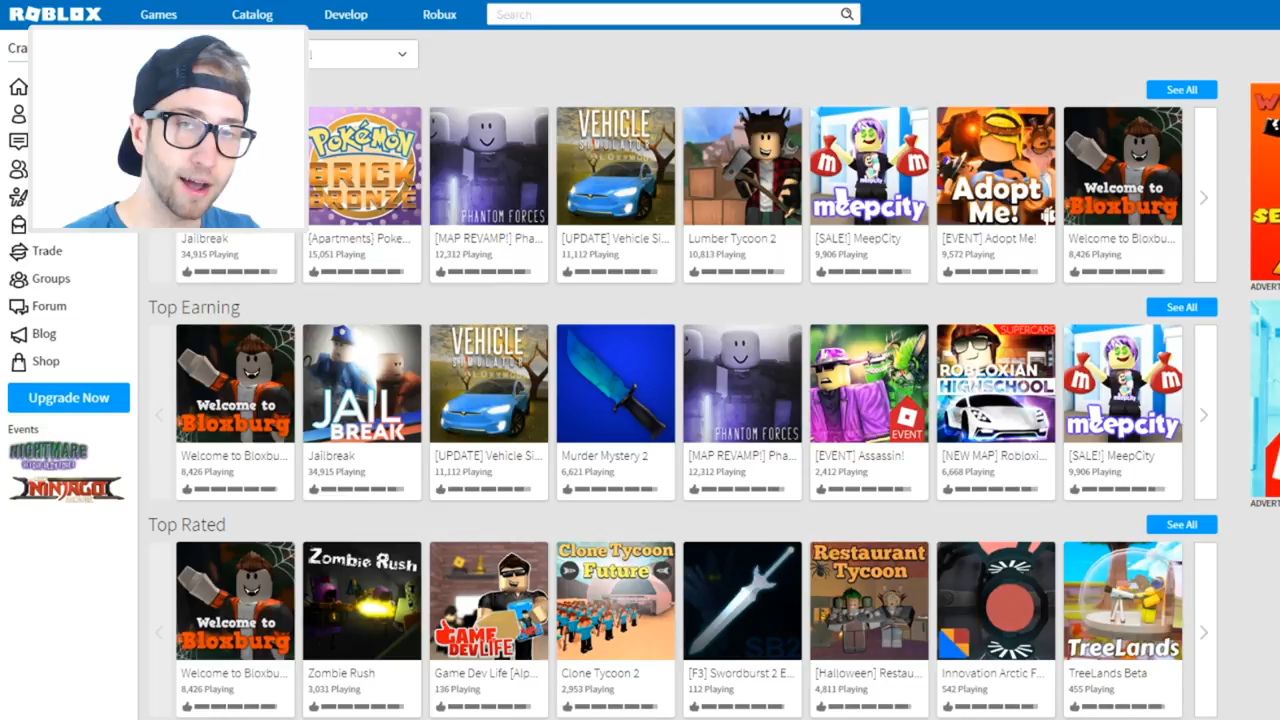 ROBLOX Games Catalog Develop Robux Search
Cra
See All
POKéMON BRICK BRONZE
PHANTOM FORCES
VEHICLE SIMULATOR
meepcity
Adopt Me!
Welcome to Bloxburg
Jailbreak
34,915 Playing
{Apartments} Poke...
15,051 Playing
[MAP REVAMP!] Pha...
12,312 Playing
[UPDATE] Vehicle Si...
11,112 Playing
Lumber Tycoon 2
10,813 Playing
[SALE!] MeepCity
9,906 Playing
[EVENT] Adopt Me!
9,572 Playing
Welcome to Bloxbu...
8,426 Playing
Trade
Groups
Forum
Blog
Shop
Upgrade Now
Events
NIGHTMARE
NINJAGO
ADVERT
Top Earning
See All
Welcome to Bloxburg
JAIL BREAK
VEHICLE SIMULATOR
PHANTOM FORCES
EVENT
SUPERCARS
ROBLOXIAN HIGHSCHOOL
meepcity
Welcome to Bloxbu...
8,426 Playing
Jailbreak
34,915 Playing
[UPDATE] Vehicle Si...
11,112 Playing
Murder Mystery 2
6,621 Playing
[MAP REVAMP!] Pha...
12,312 Playing
[EVENT] Assassin!
2,412 Playing
[NEW MAP] Robloxi...
6,668 Playing
[SALE!] MeepCity
9,906 Playing
ADVERT
Top Rated
See All
Welcome to Bloxburg
Zombie Rush
GAME DEV LIFE
Clone Tycoon Future
SB2
Restaurant Tycoon
TreeLands
Welcome to Bloxbu...
8,426 Playing
Zombie Rush
3,031 Playing
Game Dev Life [Alp...
136 Playing
Clone Tycoon 2
2,953 Playing
[F3] Swordburst 2 E...
112 Playing
[Halloween] Restau...
4,811 Playing
Innovation Arctic F...
542 Playing
TreeLands Beta
455 Playing